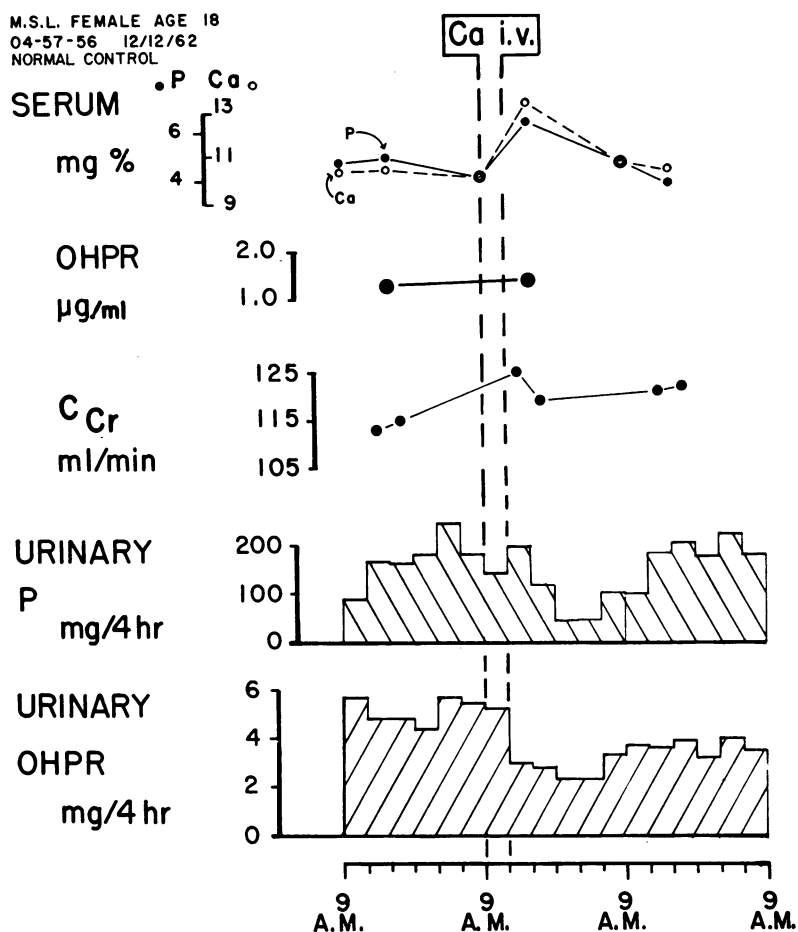 M.S.L. FEMALE AGE 18
04-57-56 12/12/62
NORMAL CONTROL
Ca i.v.
P Ca
SERUM
mg %
13
6
11
4
9
P
Ca
OHPR
µg/ml
2.0
1.0
C Cr
ml/min
125
115
105
URINARY
P
mg/4 hr
200
100
0
URINARY
OHPR
mg/4 hr
6
4
2
0
9 9 9 9
A.M. A.M. A.M. A.M.